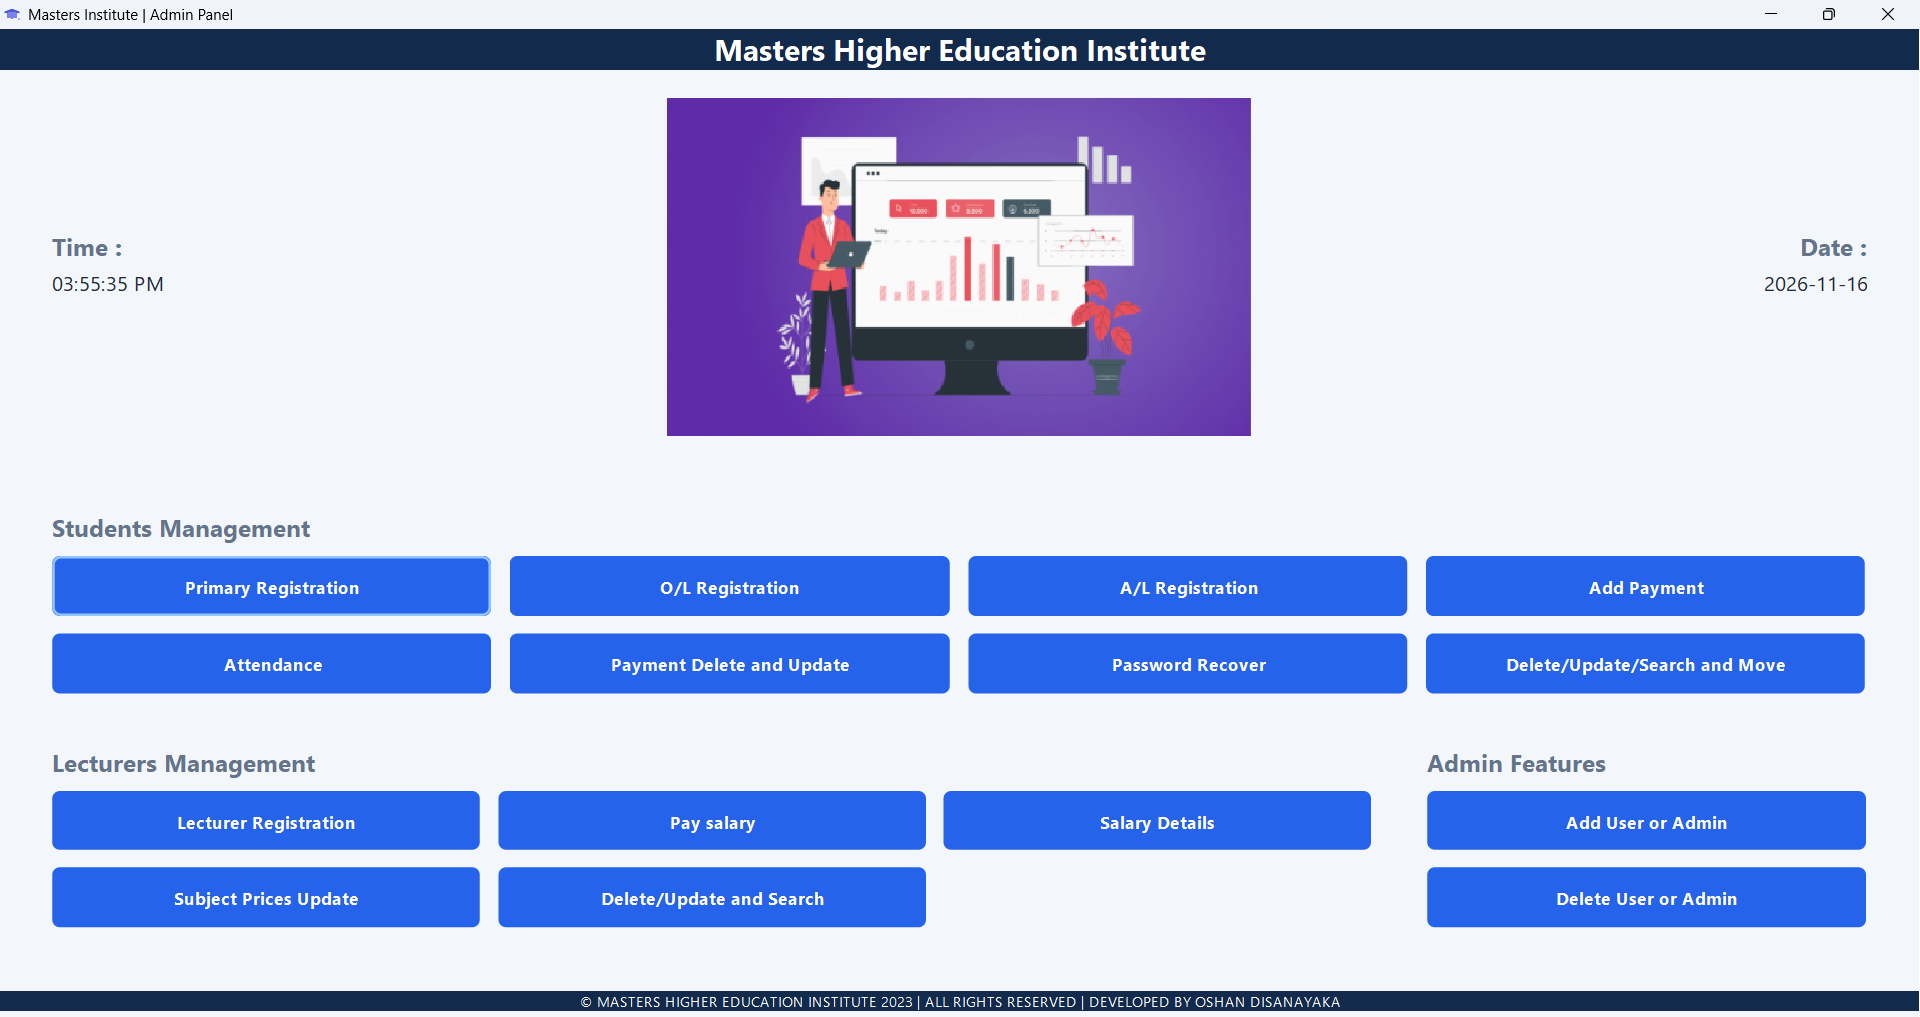 Masters Institute | Admin Panel
Masters Higher Education Institute
Time :
03:55:35 PM
Date :
2026-11-16
Students Management
Primary Registration
O/L Registration
A/L Registration
Add Payment
Attendance
Payment Delete and Update
Password Recover
Delete/Update/Search and Move
Lecturers Management
Lecturer Registration
Pay salary
Salary Details
Subject Prices Update
Delete/Update and Search
Admin Features
Add User or Admin
Delete User or Admin
© MASTERS HIGHER EDUCATION INSTITUTE 2023 | ALL RIGHTS RESERVED | DEVELOPED BY OSHAN DISANAYAKA